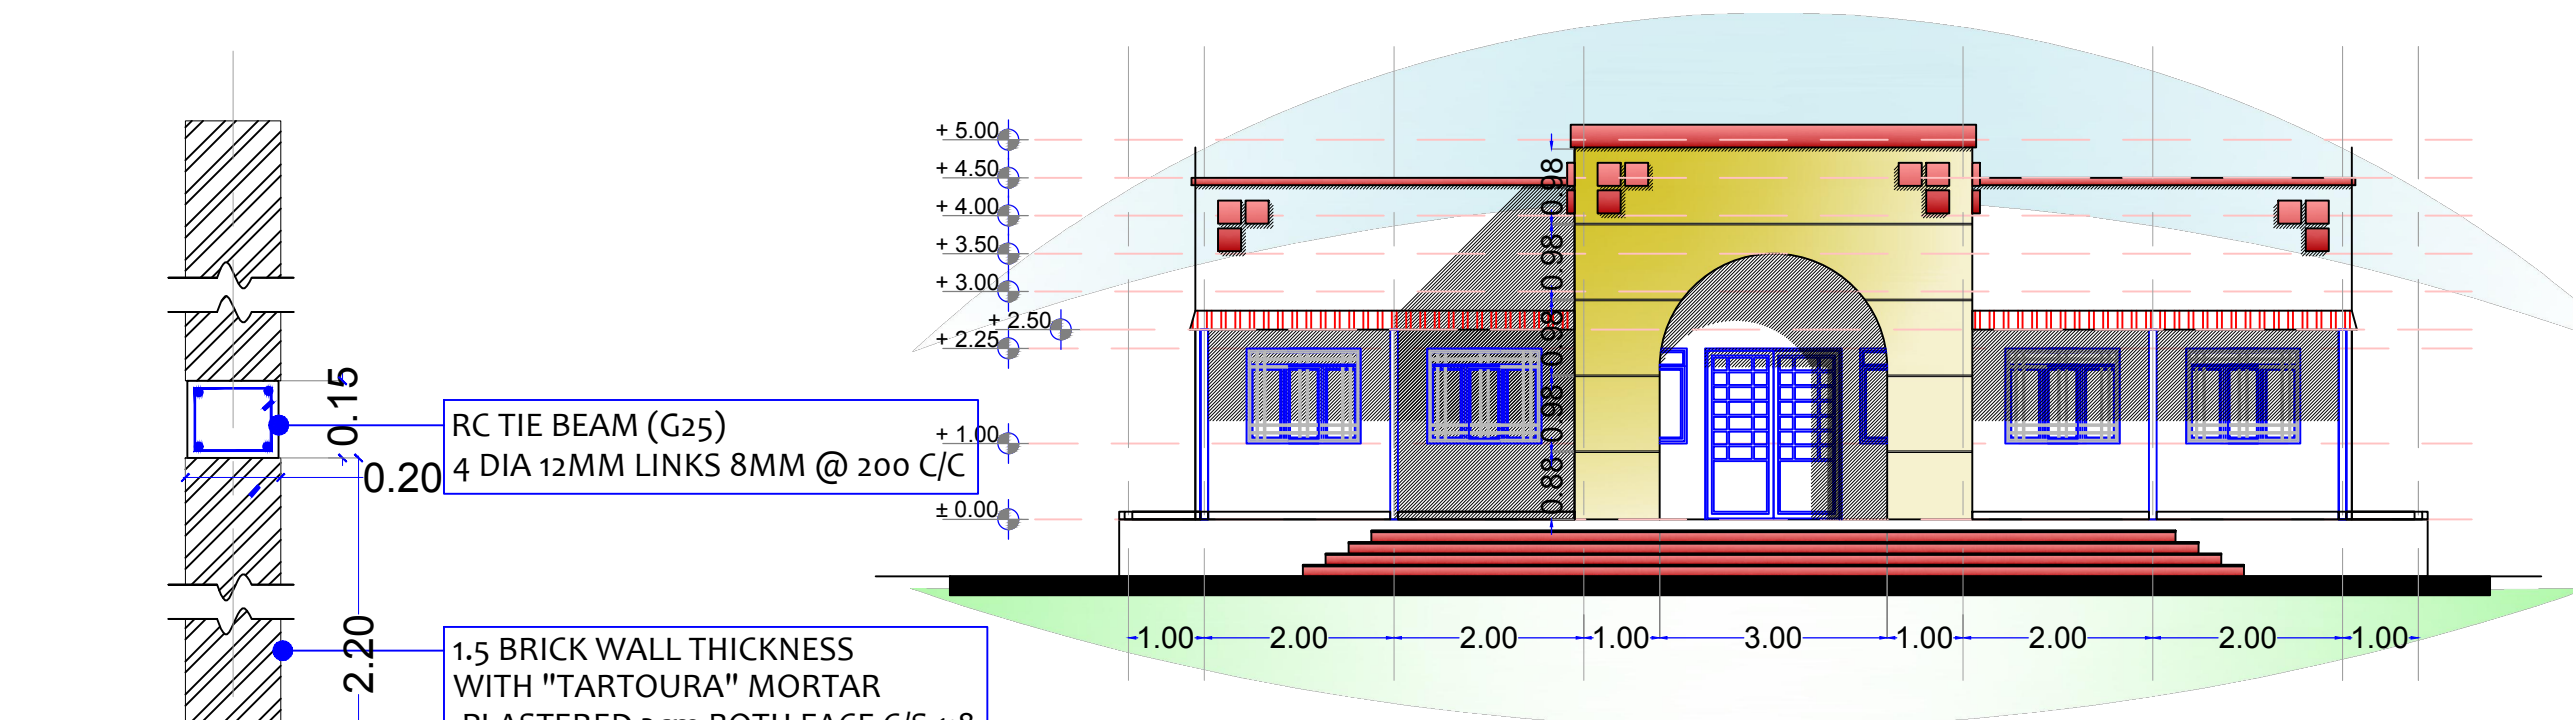 0.15
0.20
2.20
RC TIE BEAM (G25)
4 DIA 12MM LINKS 8MM @ 200 C/C
1.5 BRICK WALL THICKNESS
WITH "TARTOURA" MORTAR
PLASTERED BOTH FACE C/S
+ 5.00
+ 4.50
+ 4.00
+ 3.50
+ 3.00
+ 2.50
+ 2.25
+ 1.00
± 0.00
0.98
0.98
0.98
0.98
0.88
1.00 2.00 2.00 1.00 3.00 1.00 2.00 2.00 1.00